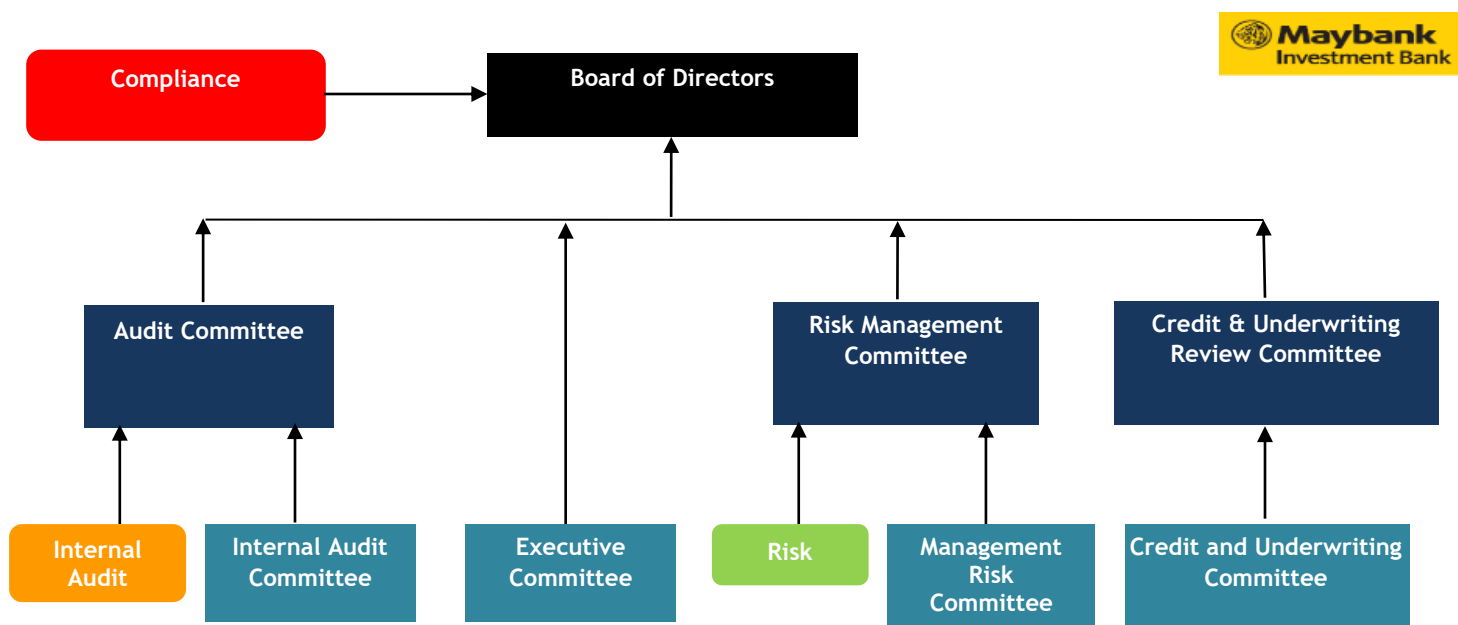 Maybank
Investment Bank
Compliance
Board of Directors
Audit Committee
Risk Management
Committee
Credit & Underwriting
Review Committee
Internal
Audit
Internal Audit
Committee
Executive
Committee
Risk
Management
Risk
Committee
Credit and Underwriting
Committee